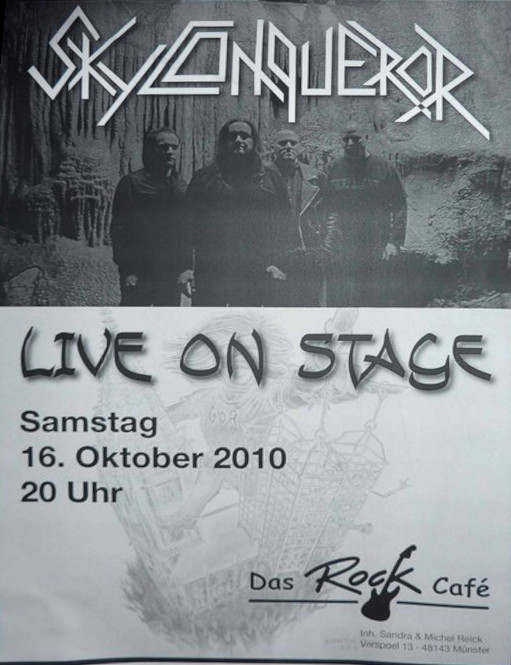 SKYCONQUEROR
LIVE ON STAGE
Samstag
16. Oktober 2010
20 Uhr
GOR
Das Rock Café
Inh. Sandra & Michel Reick
Verspoel 13 - 48143 Münster